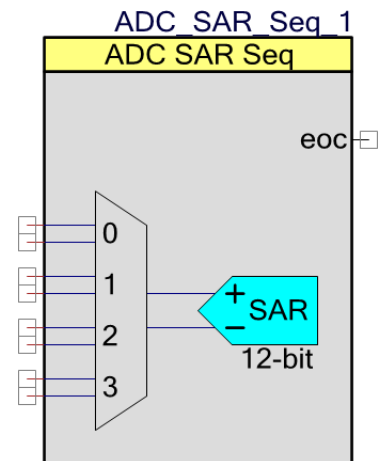 ADC_SAR_Seq_1
ADC SAR Seq
eoc
0
1
2
3
+
SAR
−
12-bit